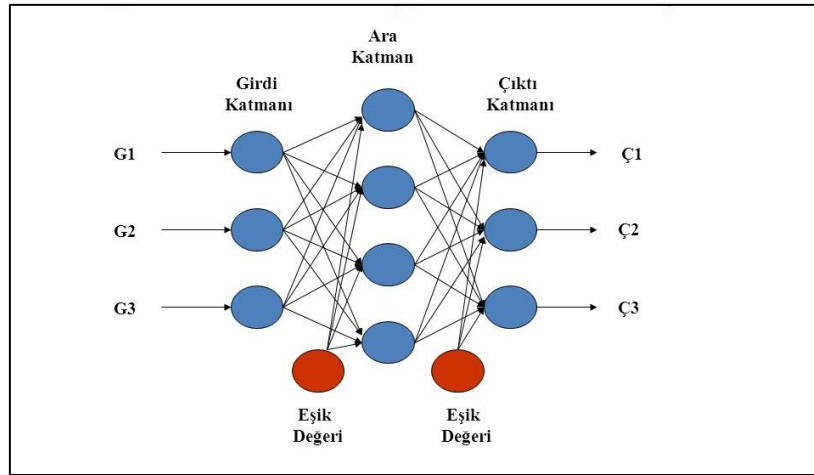 Ara
Katman
Girdi
Katmanı
Çıktı
Katmanı
G1
Ç1
G2
Ç2
G3
Ç3
Eşik
Değeri
Eşik
Değeri